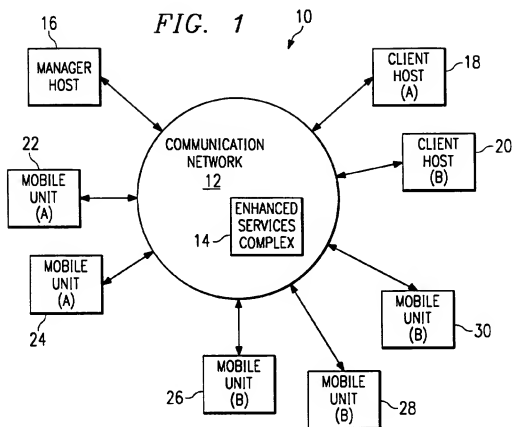 FIG. 1
10
16
MANAGER
HOST
CLIENT
HOST
(A)
18
COMMUNICATION
NETWORK
12
CLIENT
HOST
(B)
20
22
MOBILE
UNIT
(A)
14
ENHANCED
SERVICES
COMPLEX
MOBILE
UNIT
(A)
24
MOBILE
UNIT
(B)
30
26
MOBILE
UNIT
(B)
MOBILE
UNIT
(B)
28